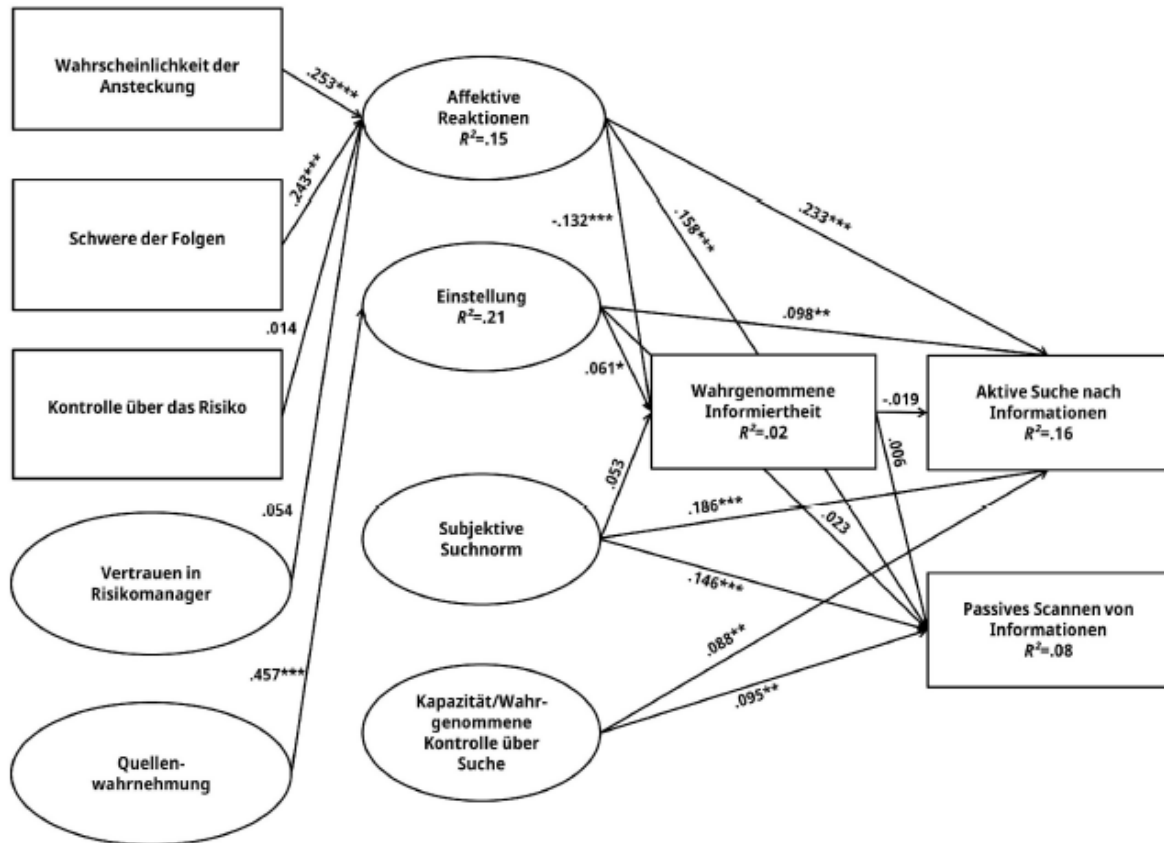 Wahrscheinlichkeit der
Ansteckung
.253***
Affektive
Reaktionen
R²=.15
Schwere der Folgen
.243***
-.132***
.158***
.233***
Einstellung
R²=.21
.014
.098**
.061*
Kontrolle über das Risiko
Wahrgenommene
Informiertheit
R²=.02
-.019
Aktive Suche nach
Informationen
R²=.16
.006
.053
.054
Subjektive
Suchnorm
.186***
.023
.146***
Vertrauen in
Risikomanager
Passives Scannen von
Informationen
R²=.08
.088**
.457***
.095**
Kapazität/Wahr-
genommene
Kontrolle über
Suche
Quellen-
wahrnehmung